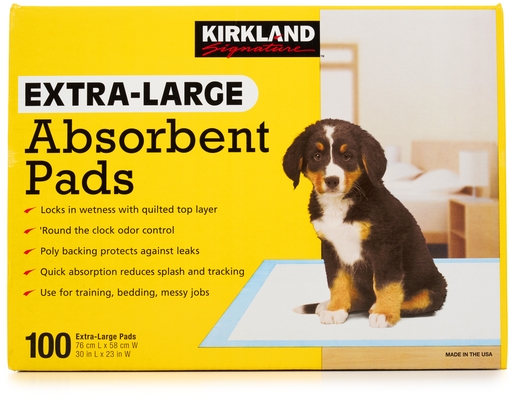 KIRKLAND
Signature™
EXTRA-LARGE
Absorbent
Pads
Locks in wetness with quilted top layer
'Round the clock odor control
Poly backing protects against leaks
Quick absorption reduces splash and tracking
Use for training, bedding, messy jobs
100 Extra-Large Pads
76 cm L x 58 cm W
30 in L x 23 in W
MADE IN THE USA